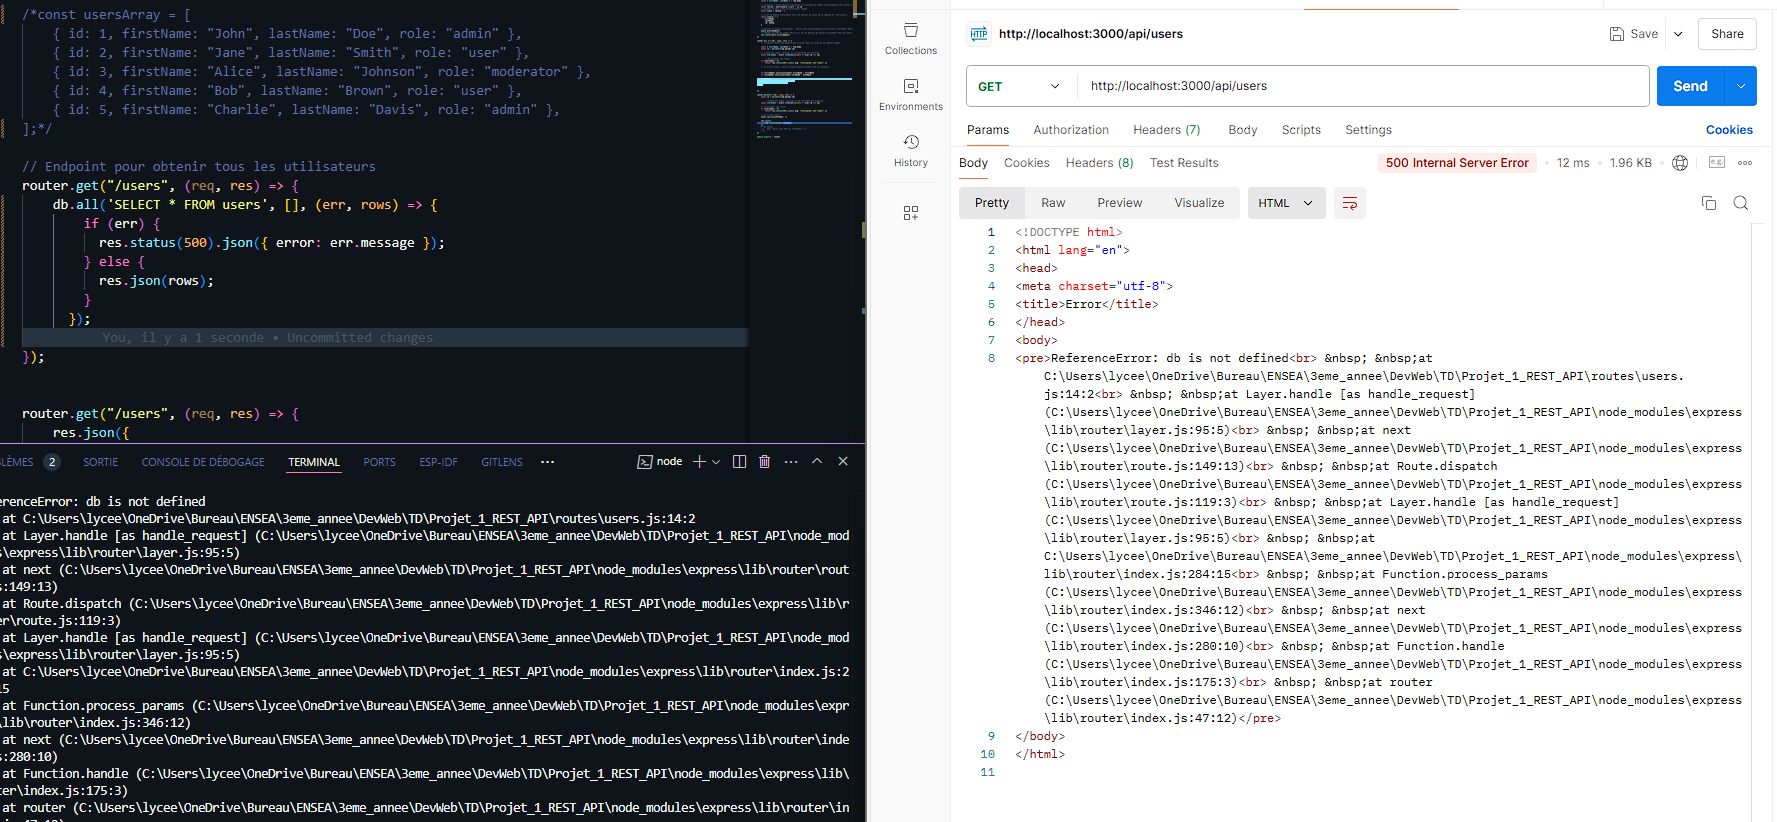 /*const usersArray = [
{ id: 1, firstName: "John", lastName: "Doe", role: "admin" },
{ id: 2, firstName: "Jane", lastName: "Smith", role: "user" },
{ id: 3, firstName: "Alice", lastName: "Johnson", role: "moderator" },
{ id: 4, firstName: "Bob", lastName: "Brown", role: "user" },
{ id: 5, firstName: "Charlie", lastName: "Davis", role: "admin" },
];*/
// Endpoint pour obtenir tous les utilisateurs
router.get("/users", (req, res) => {
db.all('SELECT * FROM users', [], (err, rows) => {
if (err) {
res.status(500).json({ error: err.message });
} else {
res.json(rows);
}
});
You, il y a 1 seconde • Uncommitted changes
});
router.get("/users", (req, res) => {
res.json({
LÈMES 2 SORTIE CONSOLE DE DÉBOGAGE TERMINAL PORTS ESP-IDF GITLENS ···
node
erenceError: db is not defined
at C:\Users\lycee\OneDrive\Bureau\ENSEA\3eme_annee\DevWeb\TD\Projet_1_REST_API\routes\users.js:14:2
at Layer.handle [as handle_request] (C:\Users\lycee\OneDrive\Bureau\ENSEA\3eme_annee\DevWeb\TD\Projet_1_REST_API\node_mod
s\express\lib\router\layer.js:95:5)
at next (C:\Users\lycee\OneDrive\Bureau\ENSEA\3eme_annee\DevWeb\TD\Projet_1_REST_API\node_modules\express\lib\router\rout
s:149:13)
at Route.dispatch (C:\Users\lycee\OneDrive\Bureau\ENSEA\3eme_annee\DevWeb\TD\Projet_1_REST_API\node_modules\express\lib\r
er\route.js:119:3)
at Layer.handle [as handle_request] (C:\Users\lycee\OneDrive\Bureau\ENSEA\3eme_annee\DevWeb\TD\Projet_1_REST_API\node_mod
s\express\lib\router\layer.js:95:5)
at C:\Users\lycee\OneDrive\Bureau\ENSEA\3eme_annee\DevWeb\TD\Projet_1_REST_API\node_modules\express\lib\router\index.js:2
15
at Function.process_params (C:\Users\lycee\OneDrive\Bureau\ENSEA\3eme_annee\DevWeb\TD\Projet_1_REST_API\node_modules\expr
\lib\router\index.js:346:12)
at next (C:\Users\lycee\OneDrive\Bureau\ENSEA\3eme_annee\DevWeb\TD\Projet_1_REST_API\node_modules\express\lib\router\inde
s:280:10)
at Function.handle (C:\Users\lycee\OneDrive\Bureau\ENSEA\3eme_annee\DevWeb\TD\Projet_1_REST_API\node_modules\express\lib\
ter\index.js:175:3)
at router (C:\Users\lycee\OneDrive\Bureau\ENSEA\3eme_annee\DevWeb\TD\Projet_1_REST_API\node_modules\express\lib\router\in
Collections
Environments
History
HTTP http://localhost:3000/api/users Save Share
GET http://localhost:3000/api/users Send
Params Authorization Headers (7) Body Scripts Settings Cookies
Body Cookies Headers (8) Test Results 500 Internal Server Error • 12 ms • 1.96 KB e.g. ···
Pretty Raw Preview Visualize HTML
1 <!DOCTYPE html>
2 <html lang="en">
3 <head>
4 <meta charset="utf-8">
5 <title>Error</title>
6 </head>
7 <body>
8 <pre>ReferenceError: db is not defined<br> &nbsp; &nbsp;at
C:\Users\lycee\OneDrive\Bureau\ENSEA\3eme_annee\DevWeb\TD\Projet_1_REST_API\routes\users.
js:14:2<br> &nbsp; &nbsp;at Layer.handle [as handle_request]
(C:\Users\lycee\OneDrive\Bureau\ENSEA\3eme_annee\DevWeb\TD\Projet_1_REST_API\node_modules\express
\lib\router\layer.js:95:5)<br> &nbsp; &nbsp;at next
(C:\Users\lycee\OneDrive\Bureau\ENSEA\3eme_annee\DevWeb\TD\Projet_1_REST_API\node_modules\express
\lib\router\route.js:149:13)<br> &nbsp; &nbsp;at Route.dispatch
(C:\Users\lycee\OneDrive\Bureau\ENSEA\3eme_annee\DevWeb\TD\Projet_1_REST_API\node_modules\express
\lib\router\route.js:119:3)<br> &nbsp; &nbsp;at Layer.handle [as handle_request]
(C:\Users\lycee\OneDrive\Bureau\ENSEA\3eme_annee\DevWeb\TD\Projet_1_REST_API\node_modules\express
\lib\router\layer.js:95:5)<br> &nbsp; &nbsp;at
C:\Users\lycee\OneDrive\Bureau\ENSEA\3eme_annee\DevWeb\TD\Projet_1_REST_API\node_modules\express\
lib\router\index.js:284:15<br> &nbsp; &nbsp;at Function.process_params
(C:\Users\lycee\OneDrive\Bureau\ENSEA\3eme_annee\DevWeb\TD\Projet_1_REST_API\node_modules\express
\lib\router\index.js:346:12)<br> &nbsp; &nbsp;at next
(C:\Users\lycee\OneDrive\Bureau\ENSEA\3eme_annee\DevWeb\TD\Projet_1_REST_API\node_modules\express
\lib\router\index.js:280:10)<br> &nbsp; &nbsp;at Function.handle
(C:\Users\lycee\OneDrive\Bureau\ENSEA\3eme_annee\DevWeb\TD\Projet_1_REST_API\node_modules\express
\lib\router\index.js:175:3)<br> &nbsp; &nbsp;at router
(C:\Users\lycee\OneDrive\Bureau\ENSEA\3eme_annee\DevWeb\TD\Projet_1_REST_API\node_modules\express
\lib\router\index.js:47:12)</pre>
9 </body>
10 </html>
11